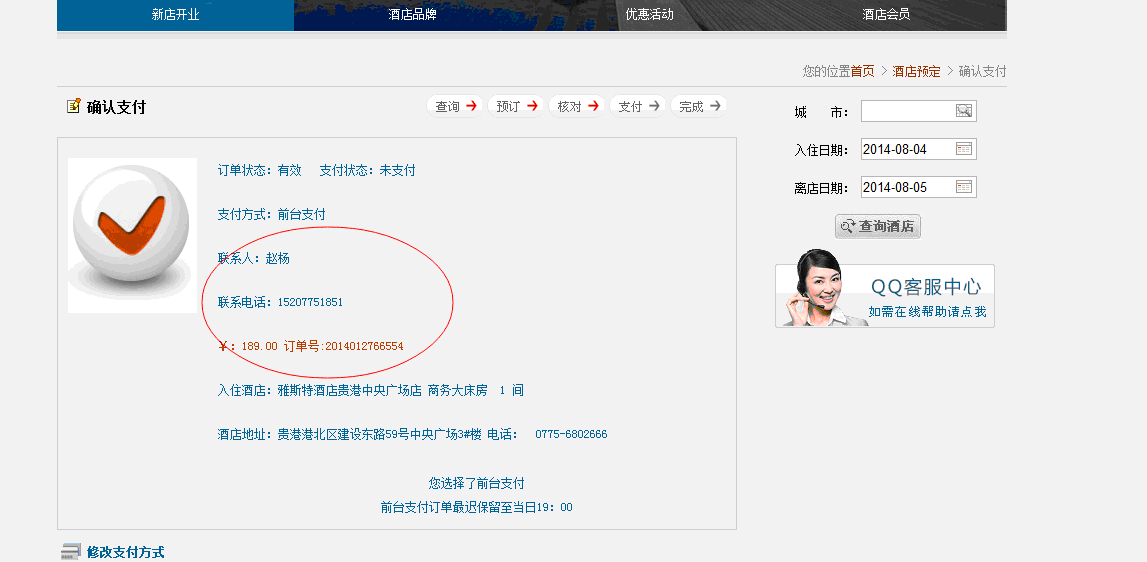 新店开业 酒店品牌 优惠活动 酒店会员
您的位置首页 > 酒店预定 > 确认支付
确认支付
查询 预订 核对 支付 完成
订单状态：有效 支付状态：未支付
支付方式：前台支付
联系人：赵杨
联系电话：15207751851
￥：189.00 订单号:2014012766554
入住酒店：雅斯特酒店贵港中央广场店 商务大床房 1 间
酒店地址：贵港港北区建设东路59号中央广场3#楼 电话： 0775-6802666
您选择了前台支付
前台支付订单最迟保留至当日19：00
修改支付方式
城 市：
入住日期： 2014-08-04
离店日期： 2014-08-05
查询酒店
QQ客服中心
如需在线帮助请点我